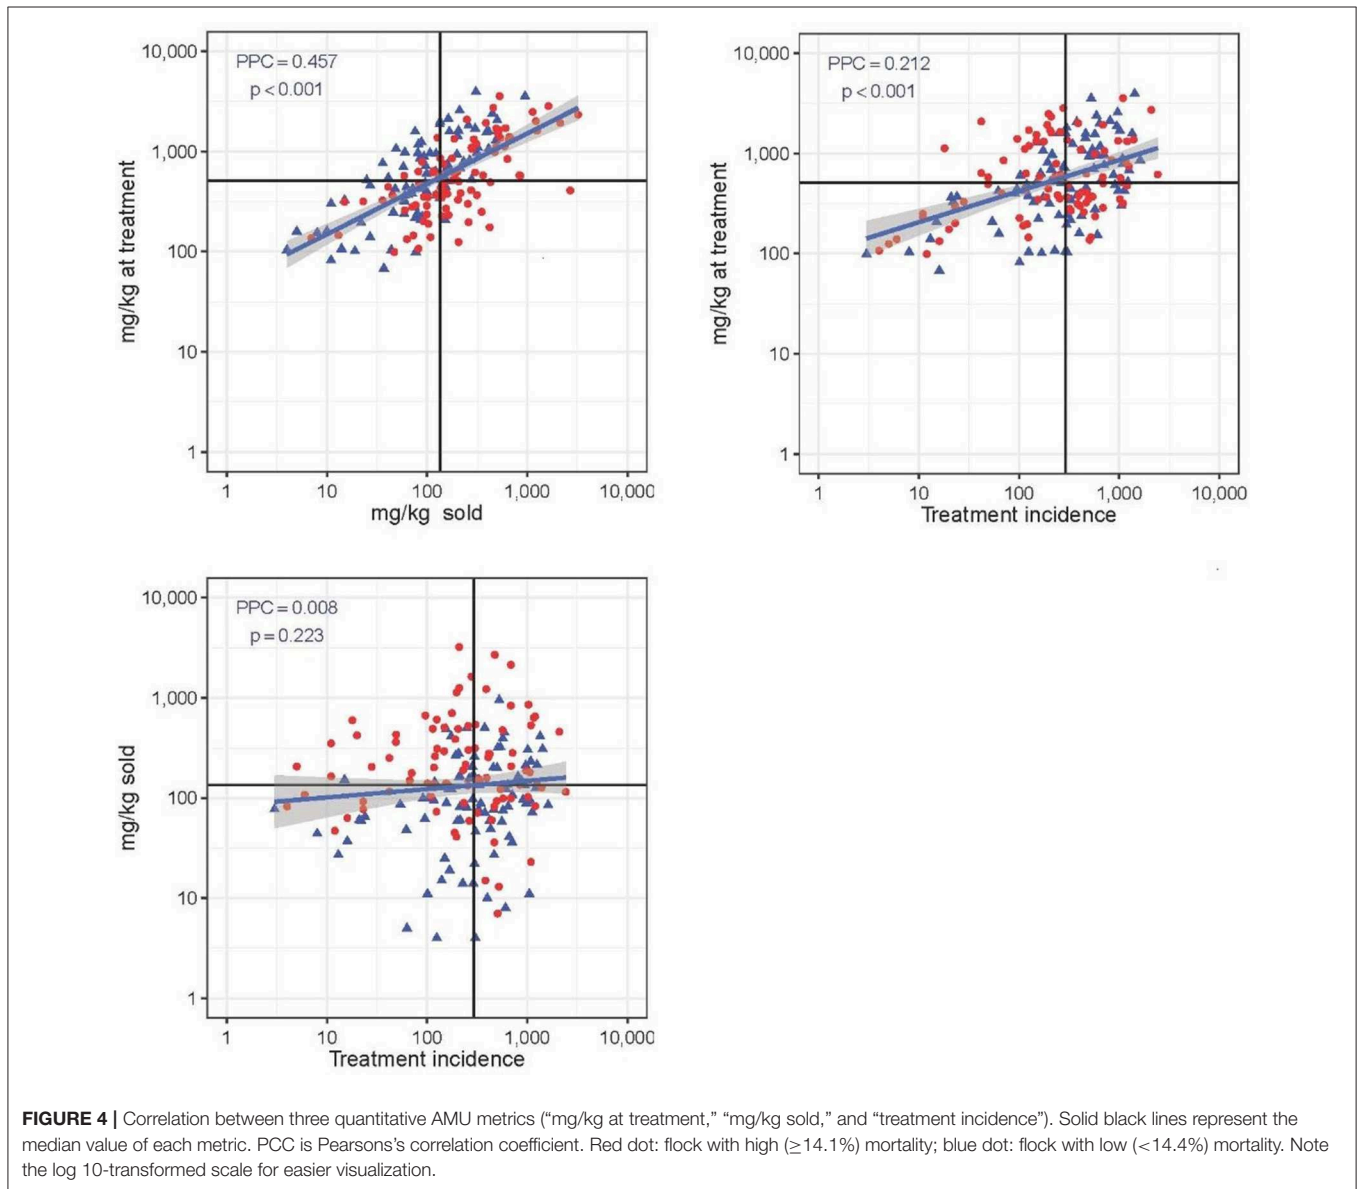 10,000
1,000
100
10
1
mg/kg at treatment
PPC = 0.457
p < 0.001
1 10 100 1,000 10,000
mg/kg sold
10,000
1,000
100
10
1
mg/kg at treatment
PPC = 0.212
p < 0.001
1 10 100 1,000 10,000
Treatment incidence
10,000
1,000
100
10
1
mg/kg sold
PPC = 0.008
p = 0.223
1 10 100 1,000 10,000
Treatment incidence
FIGURE 4 | Correlation between three quantitative AMU metrics (“mg/kg at treatment,” “mg/kg sold,” and “treatment incidence”). Solid black lines represent the
median value of each metric. PCC is Pearsons's correlation coefficient. Red dot: flock with high (≥14.1%) mortality; blue dot: flock with low (<14.4%) mortality. Note
the log 10-transformed scale for easier visualization.